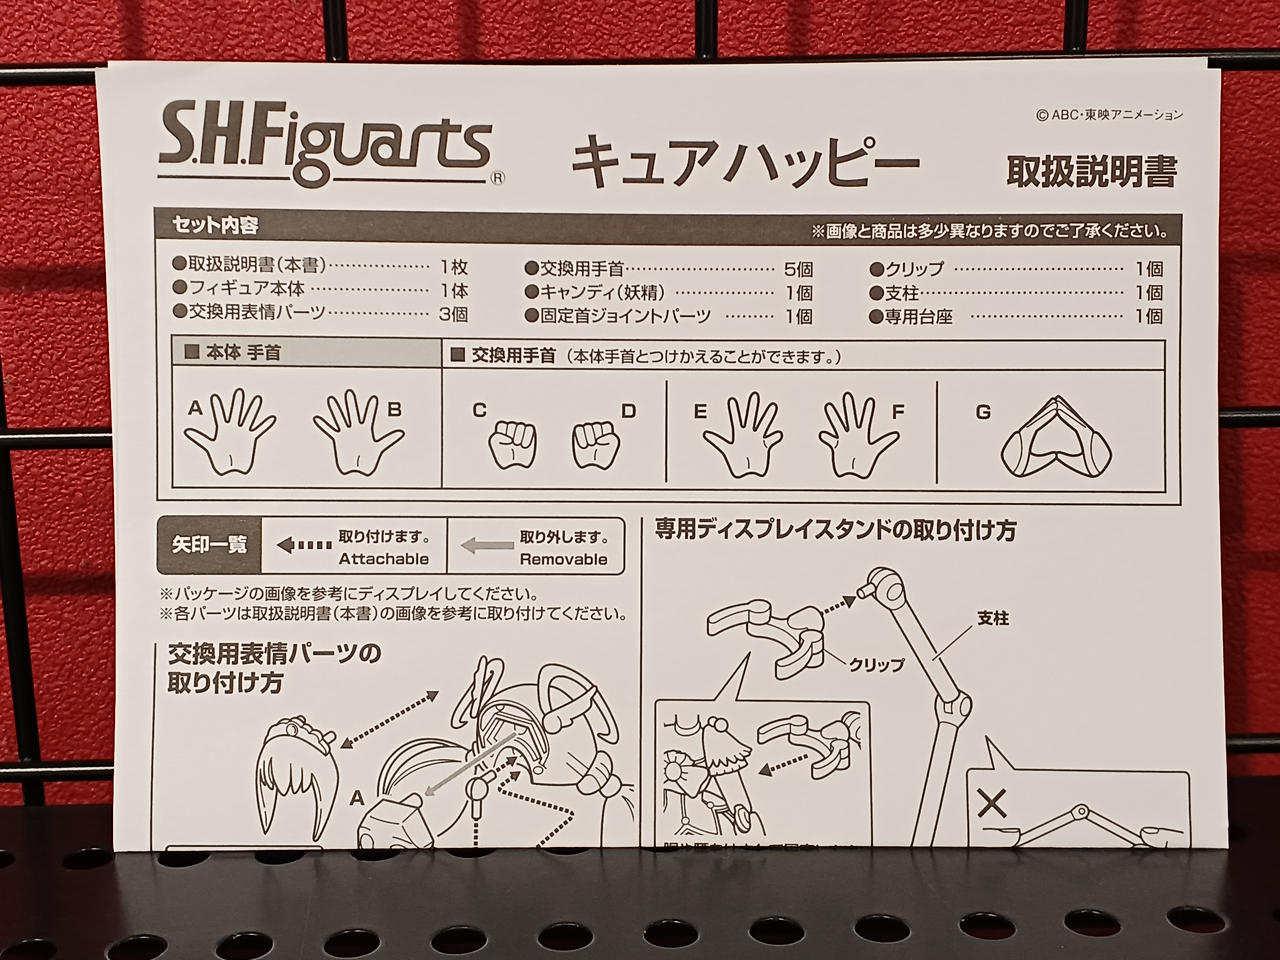 S.H.Figuarts®
キュアハッピー
©ABC・東映アニメーション
取扱説明書
セット内容
※画像と商品は多少異なりますのでご了承ください。
●取扱説明書(本書)………………1枚
●フィギュア本体………………1体
●交換用表情パーツ………………3個
●交換用手首………………5個
●キャンディ(妖精)………………1個
●固定首ジョイントパーツ………1個
●クリップ………………1個
●支柱………………1個
●専用台座………………1個
■ 本体 手首
■ 交換用手首(本体手首とつけかえることができます。)
A B C D E F G
矢印一覧
取り付けます。
Attachable
取り外します。
Removable
※パッケージの画像を参考にディスプレイしてください。
※各パーツは取扱説明書(本書)の画像を参考に取り付けてください。
交換用表情パーツの
取り付け方
A
専用ディスプレイスタンドの取り付け方
支柱
クリップ